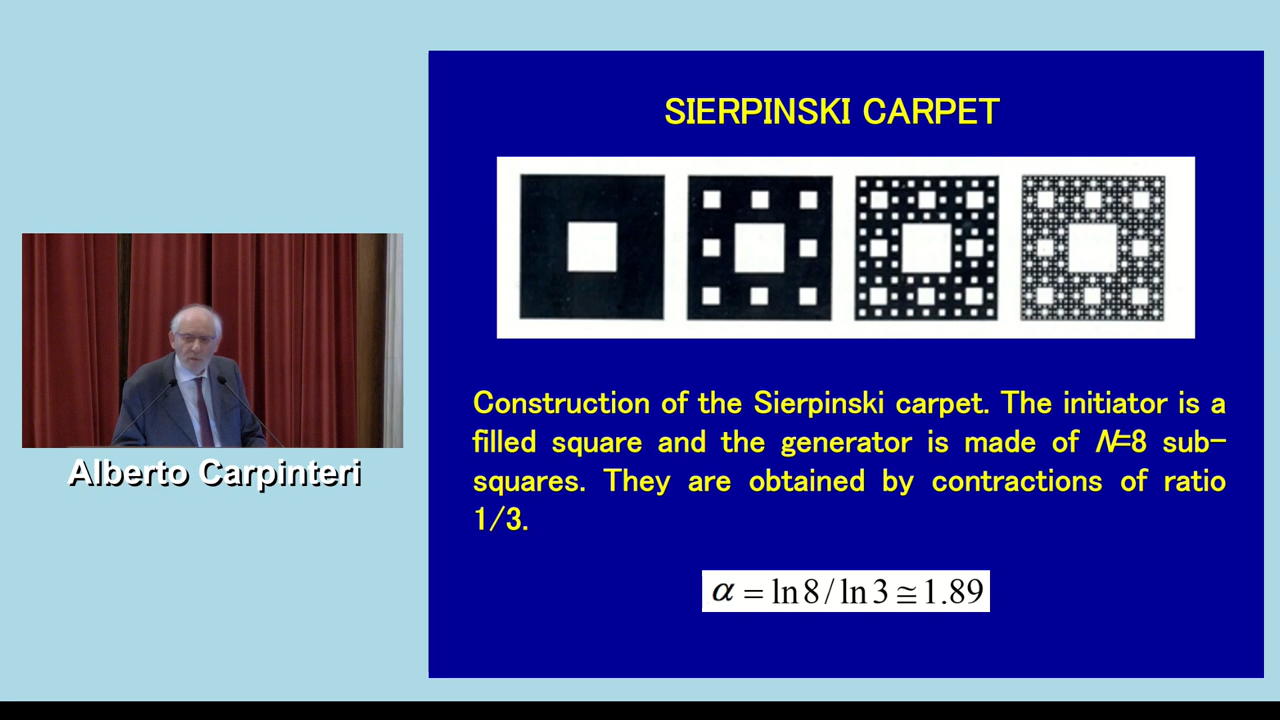 SIERPINSKI CARPET
Construction of the Sierpinski carpet. The initiator is a
filled square and the generator is made of N=8 sub-
squares. They are obtained by contractions of ratio
1/3.
α = ln 8 / ln 3 ≅ 1.89
Alberto Carpinteri